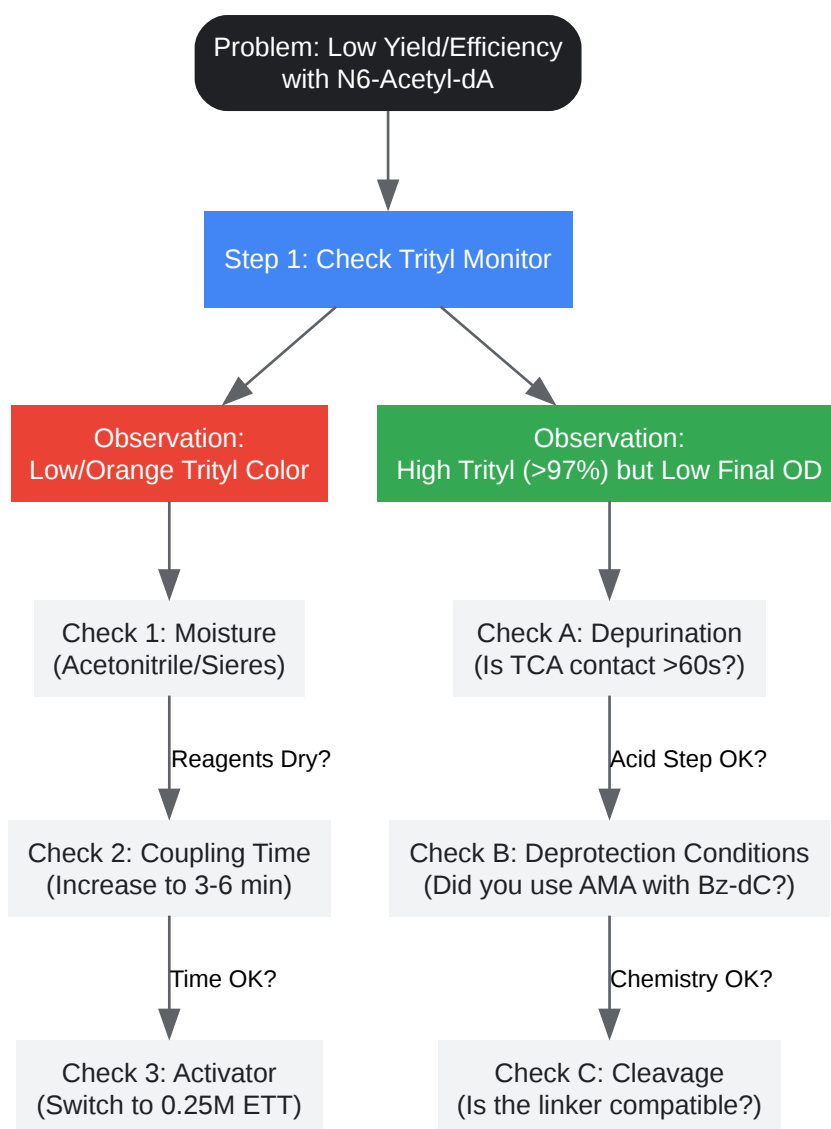 Problem: Low Yield/Efficiency
with N6-Acetyl-dA
Step 1: Check Trityl Monitor
Observation:
Low/Orange Trityl Color
Observation:
High Trityl (>97%) but Low Final OD
Check 1: Moisture
(Acetonitrile/Sieres)
Check A: Depurination
(Is TCA contact >60s?)
Reagents Dry?
Acid Step OK?
Check 2: Coupling Time
(Increase to 3-6 min)
Check B: Deprotection Conditions
(Did you use AMA with Bz-dC?)
Time OK?
Chemistry OK?
Check 3: Activator
(Switch to 0.25M ETT)
Check C: Cleavage
(Is the linker compatible?)